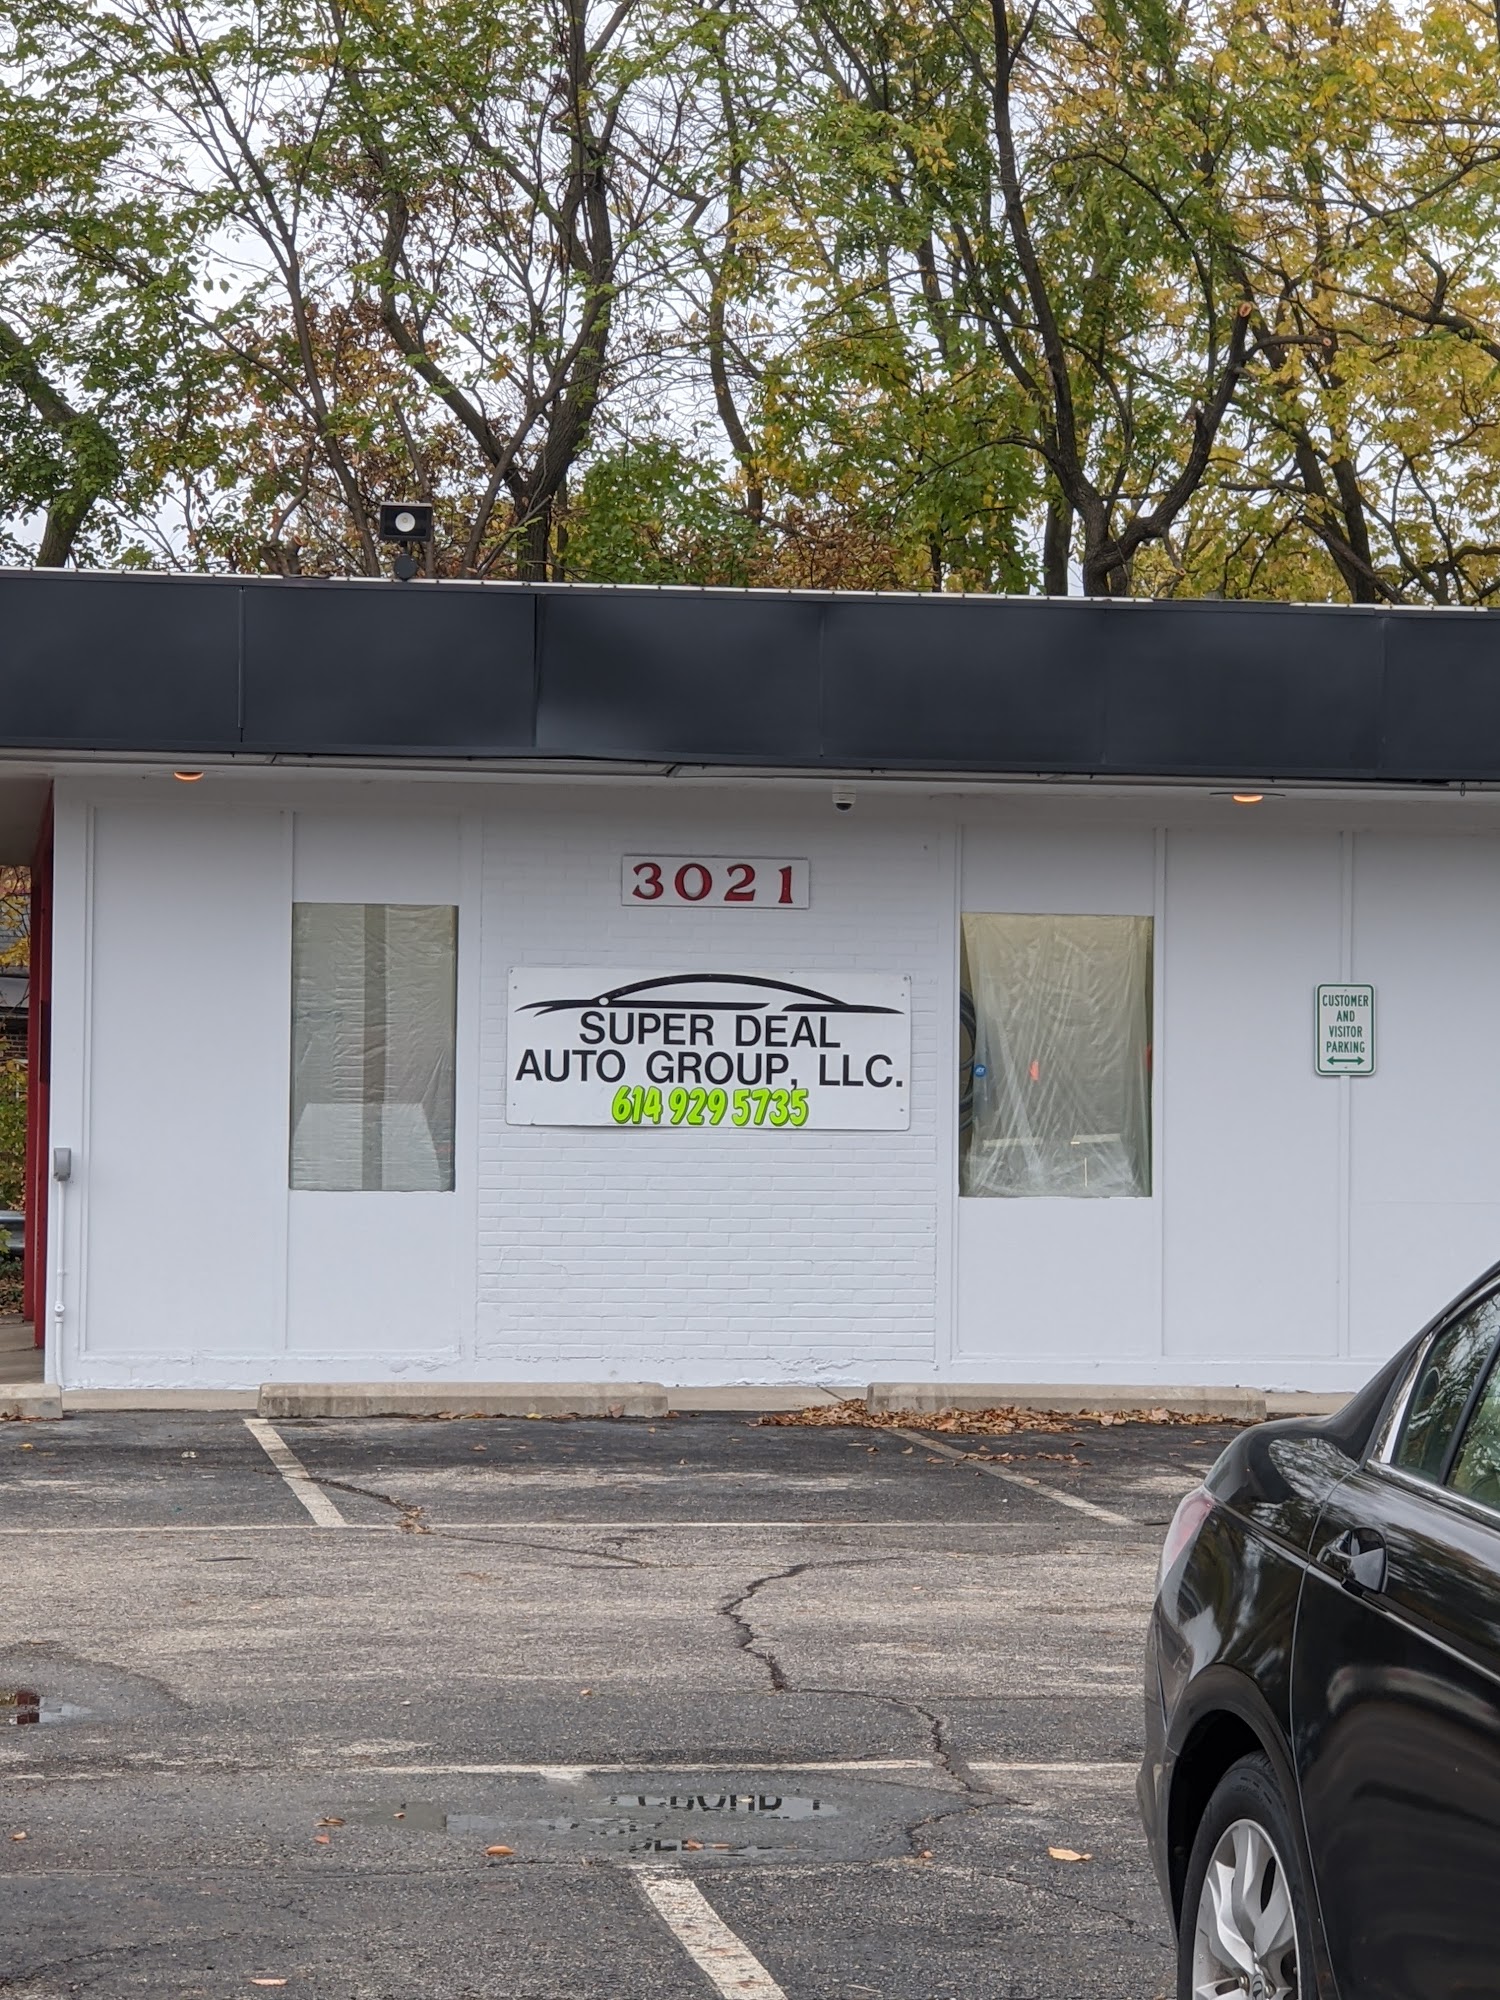 3021
SUPER DEAL
AUTO GROUP, LLC.
614 929 5735
CUSTOMER
AND
VISITOR
PARKING